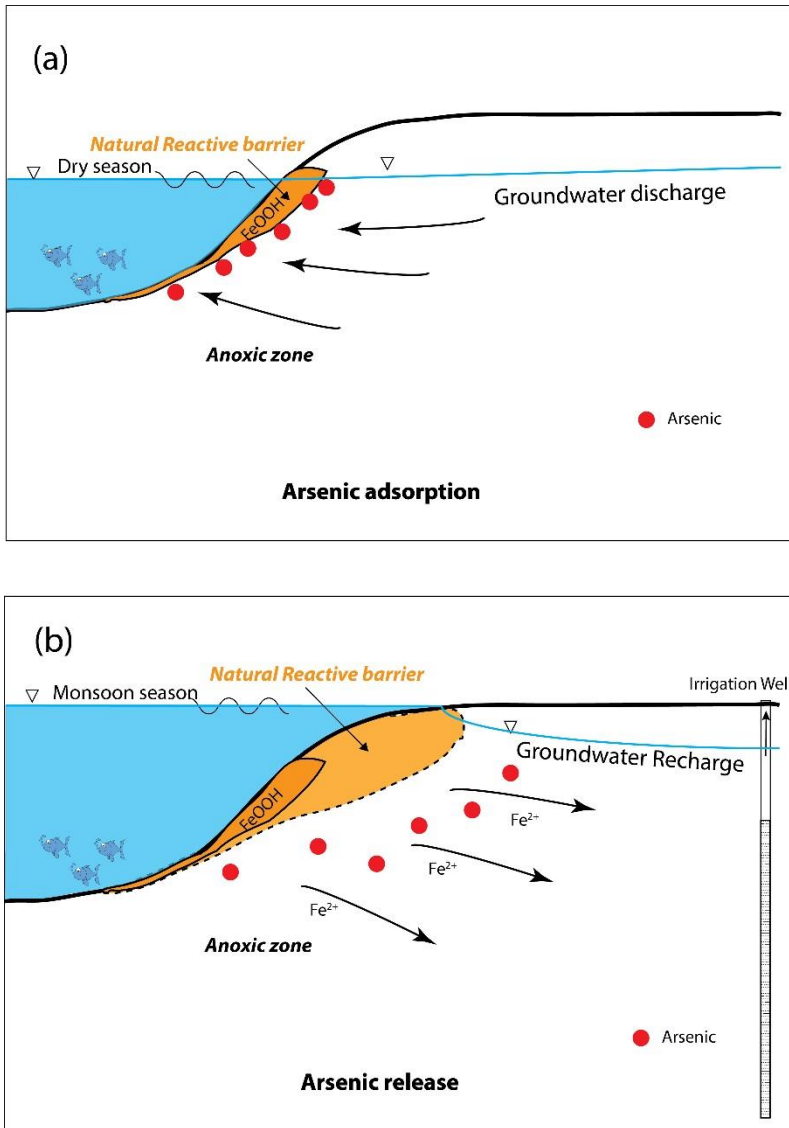 (a)
Natural Reactive barrier
Dry season
FeOOH
Groundwater discharge
Anoxic zone
Arsenic
Arsenic adsorption
(b)
Natural Reactive barrier
Monsoon season
Irrigation Wel
Groundwater Recharge
FeOOH
Fe²⁺
Fe²⁺
Fe²⁺
Anoxic zone
Arsenic
Arsenic release